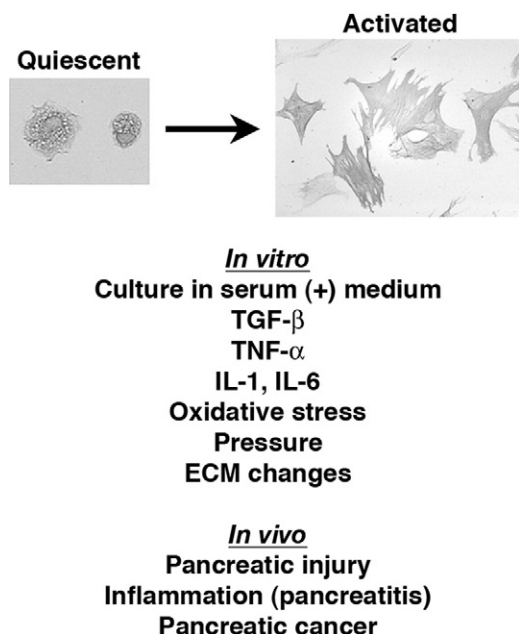 Quiescent
Activated
In vitro
Culture in serum (+) medium
TGF-β
TNF-α
IL-1, IL-6
Oxidative stress
Pressure
ECM changes
In vivo
Pancreatic injury
Inflammation (pancreatitis)
Pancreatic cancer